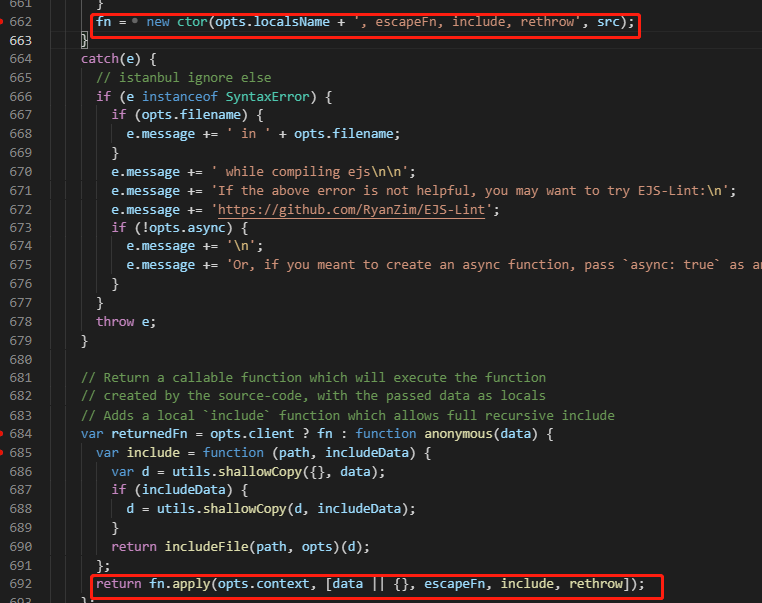 661 }
662 fn = new ctor(opts.localsName + ', escapeFn, include, rethrow', src);
663 }
664 catch(e) {
665 // istanbul ignore else
666 if (e instanceof SyntaxError) {
667 if (opts.filename) {
668 e.message += ' in ' + opts.filename;
669 }
670 e.message += ' while compiling ejs\n\n';
671 e.message += 'If the above error is not helpful, you may want to try EJS-Lint:\n';
672 e.message += 'https://github.com/RyanZim/EJS-Lint';
673 if (!opts.async) {
674 e.message += '\n';
675 e.message += 'Or, if you meant to create an async function, pass `async: true` as
676 }
677 }
678 throw e;
679 }
680
681 // Return a callable function which will execute the function
682 // created by the source-code, with the passed data as locals
683 // Adds a local `include` function which allows full recursive include
684 var returnedFn = opts.client ? fn : function anonymous(data) {
685 var include = function (path, includeData) {
686 var d = utils.shallowCopy({}, data);
687 if (includeData) {
688 d = utils.shallowCopy(d, includeData);
689 }
690 return includeFile(path, opts)(d);
691 };
692 return fn.apply(opts.context, [data || {}, escapeFn, include, rethrow]);
693 };